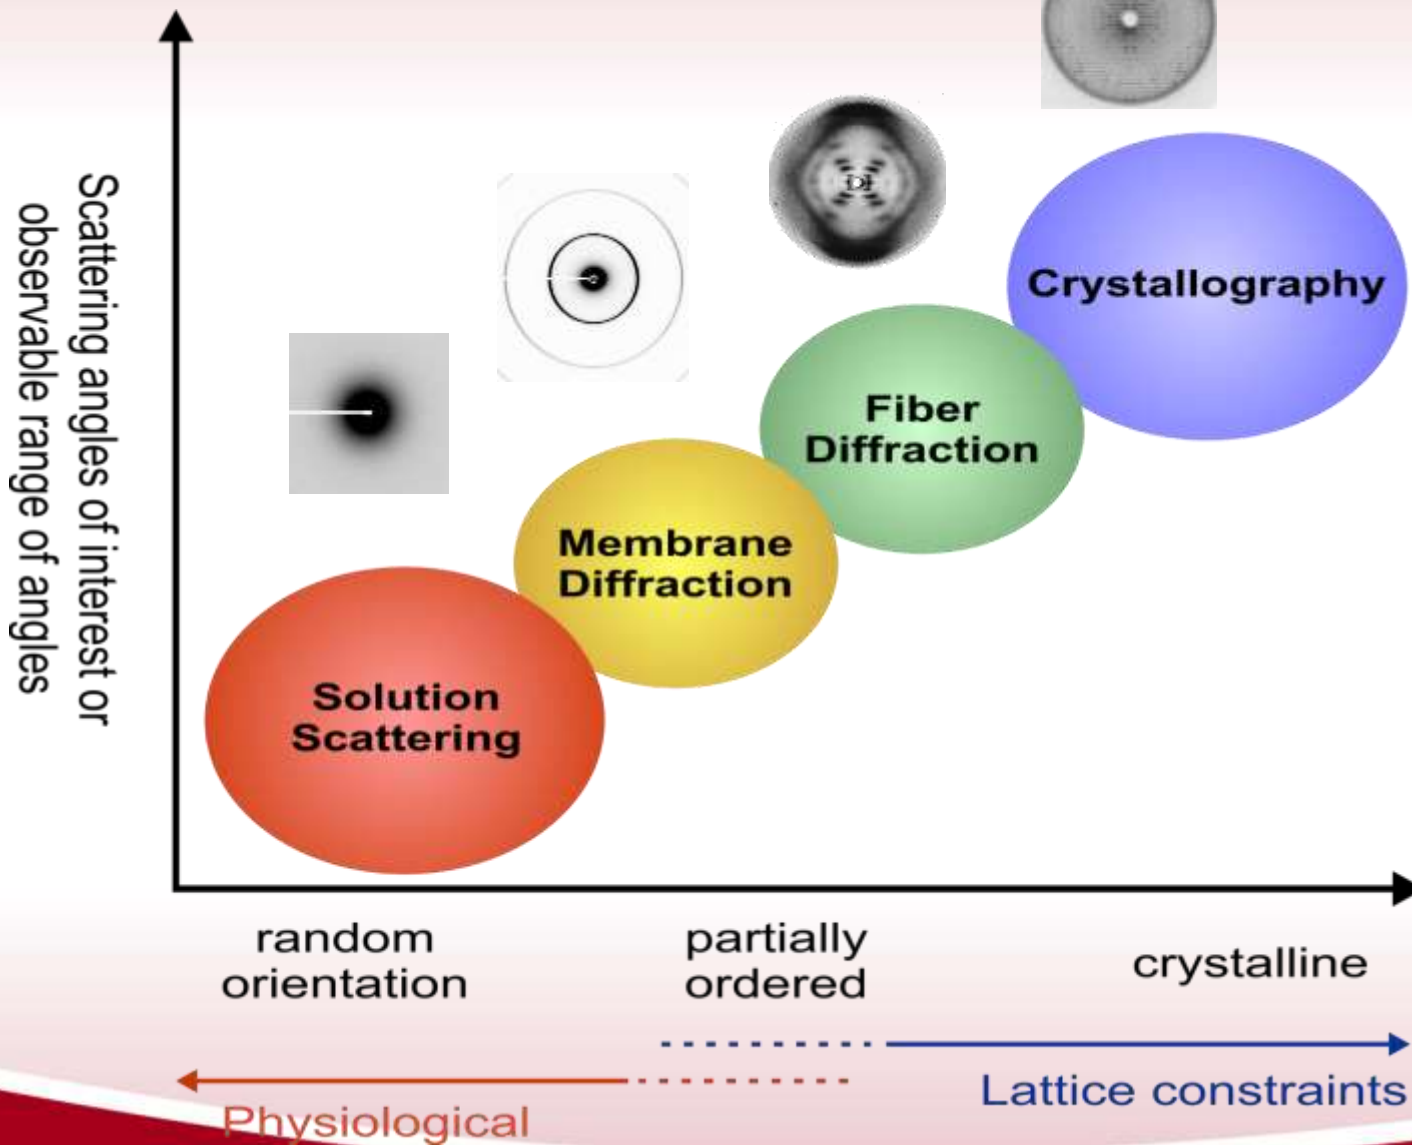 Scattering angles of interest or
observable range of angles
Crystallography
Fiber
Diffraction
Membrane
Diffraction
Solution
Scattering
random
orientation
partially
ordered
crystalline
Lattice constraints
Physiological